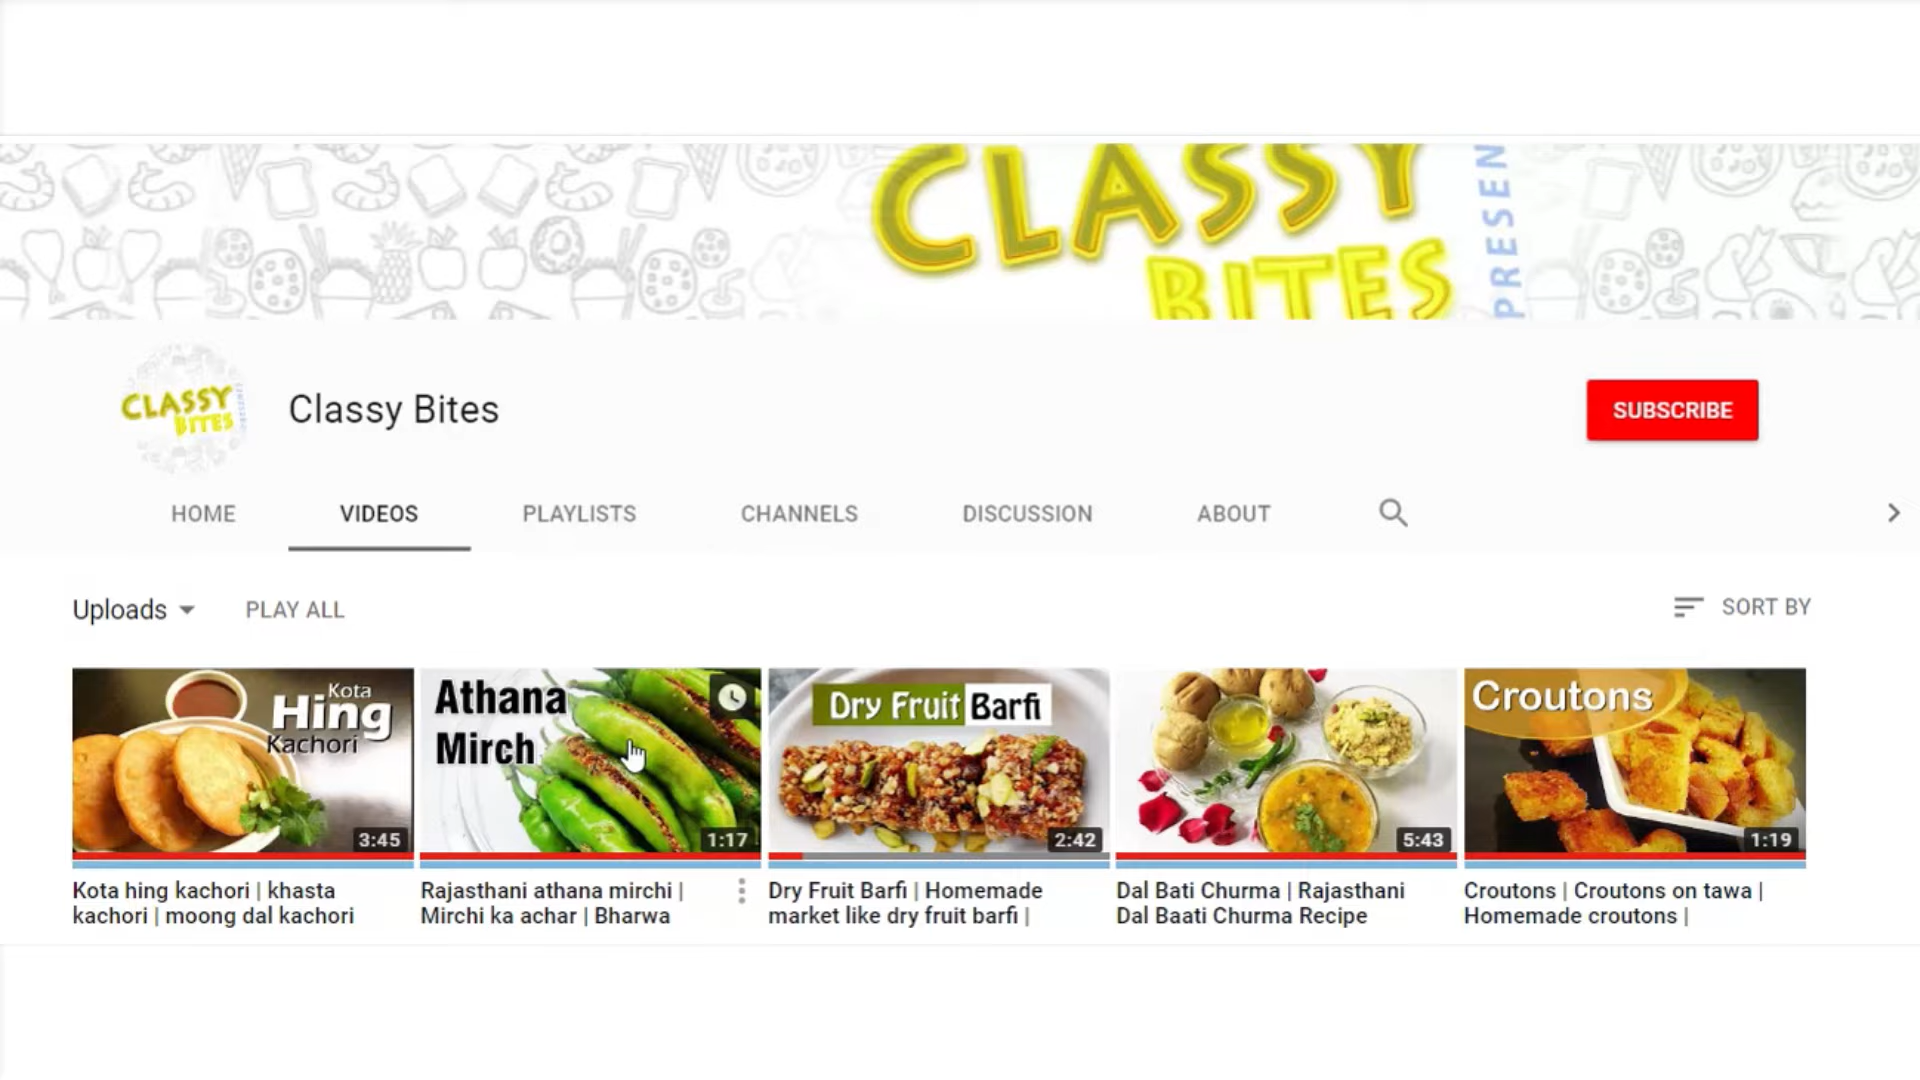 CLASSY
BITES
PRESEN
CLASSY
BITES
Classy Bites
SUBSCRIBE
HOME VIDEOS PLAYLISTS CHANNELS DISCUSSION ABOUT
Uploads PLAY ALL SORT BY
Kota
Hing
Kachori
3:45
Athana
Mirch
1:17
Dry Fruit Barfi
2:42
5:43
Croutons
1:19
Kota hing kachori | khasta
kachori | moong dal kachori
Rajasthani athana mirchi |
Mirchi ka achar | Bharwa
Dry Fruit Barfi | Homemade
market like dry fruit barfi |
Dal Bati Churma | Rajasthani
Dal Baati Churma Recipe
Croutons | Croutons on tawa |
Homemade croutons |